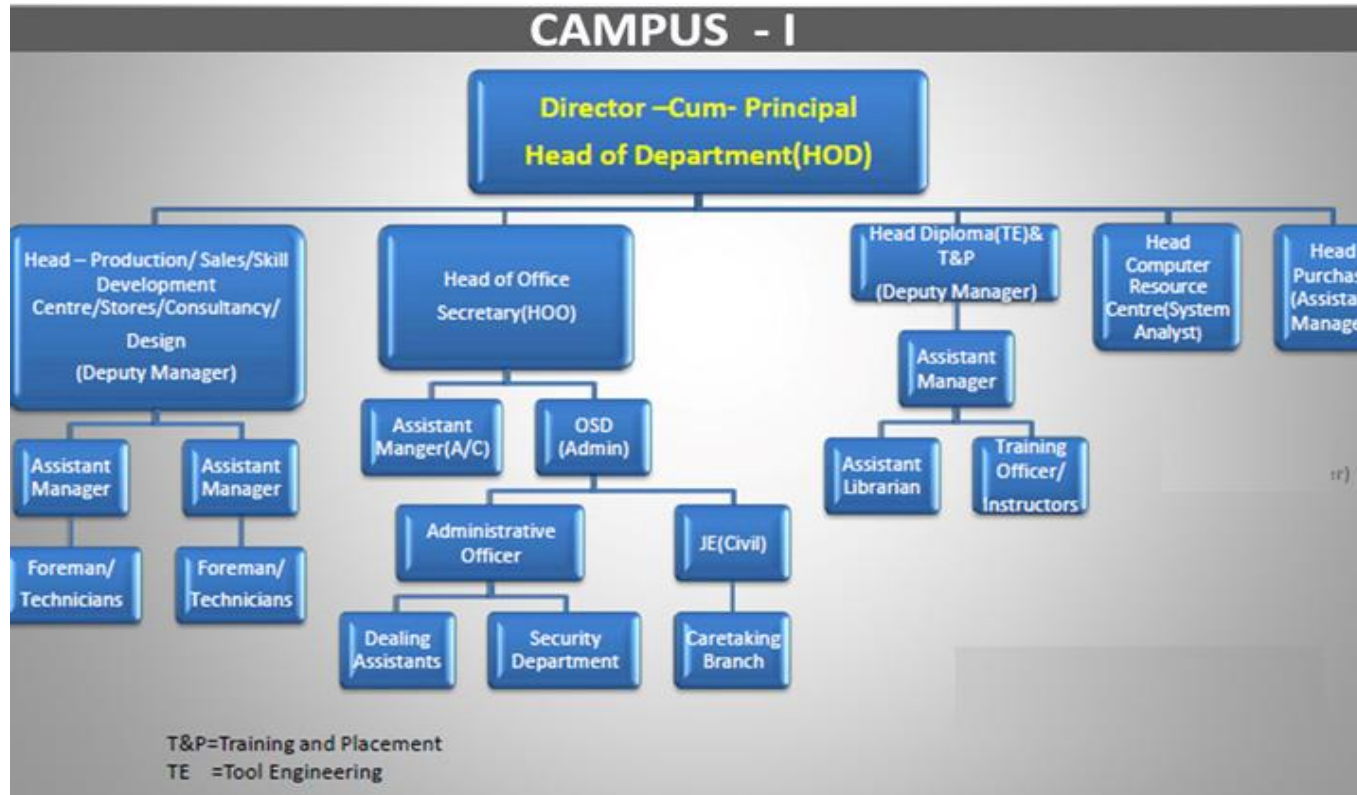 CAMPUS - I
Director –Cum- Principal
Head of Department(HOD)
Head – Production/ Sales/Skill
Development
Centre/Stores/Consultancy/
Design
(Deputy Manager)
Head of Office
Secretary(HOO)
Head Diploma(TE)&
T&P
(Deputy Manager)
Head
Computer
Resource
Centre(System
Analyst)
Head
Assistant
Manager
Assistant
Manager
Assistant
Manger(A/C)
OSD
(Admin)
Assistant
Manager
Foreman/
Technicians
Foreman/
Technicians
Administrative
Officer
JE(Civil)
Assistant
Librarian
Training
Officer/
Instructors
Dealing
Assistants
Security
Department
Caretaking
Branch
T&P=Training and Placement
TE =Tool Engineering